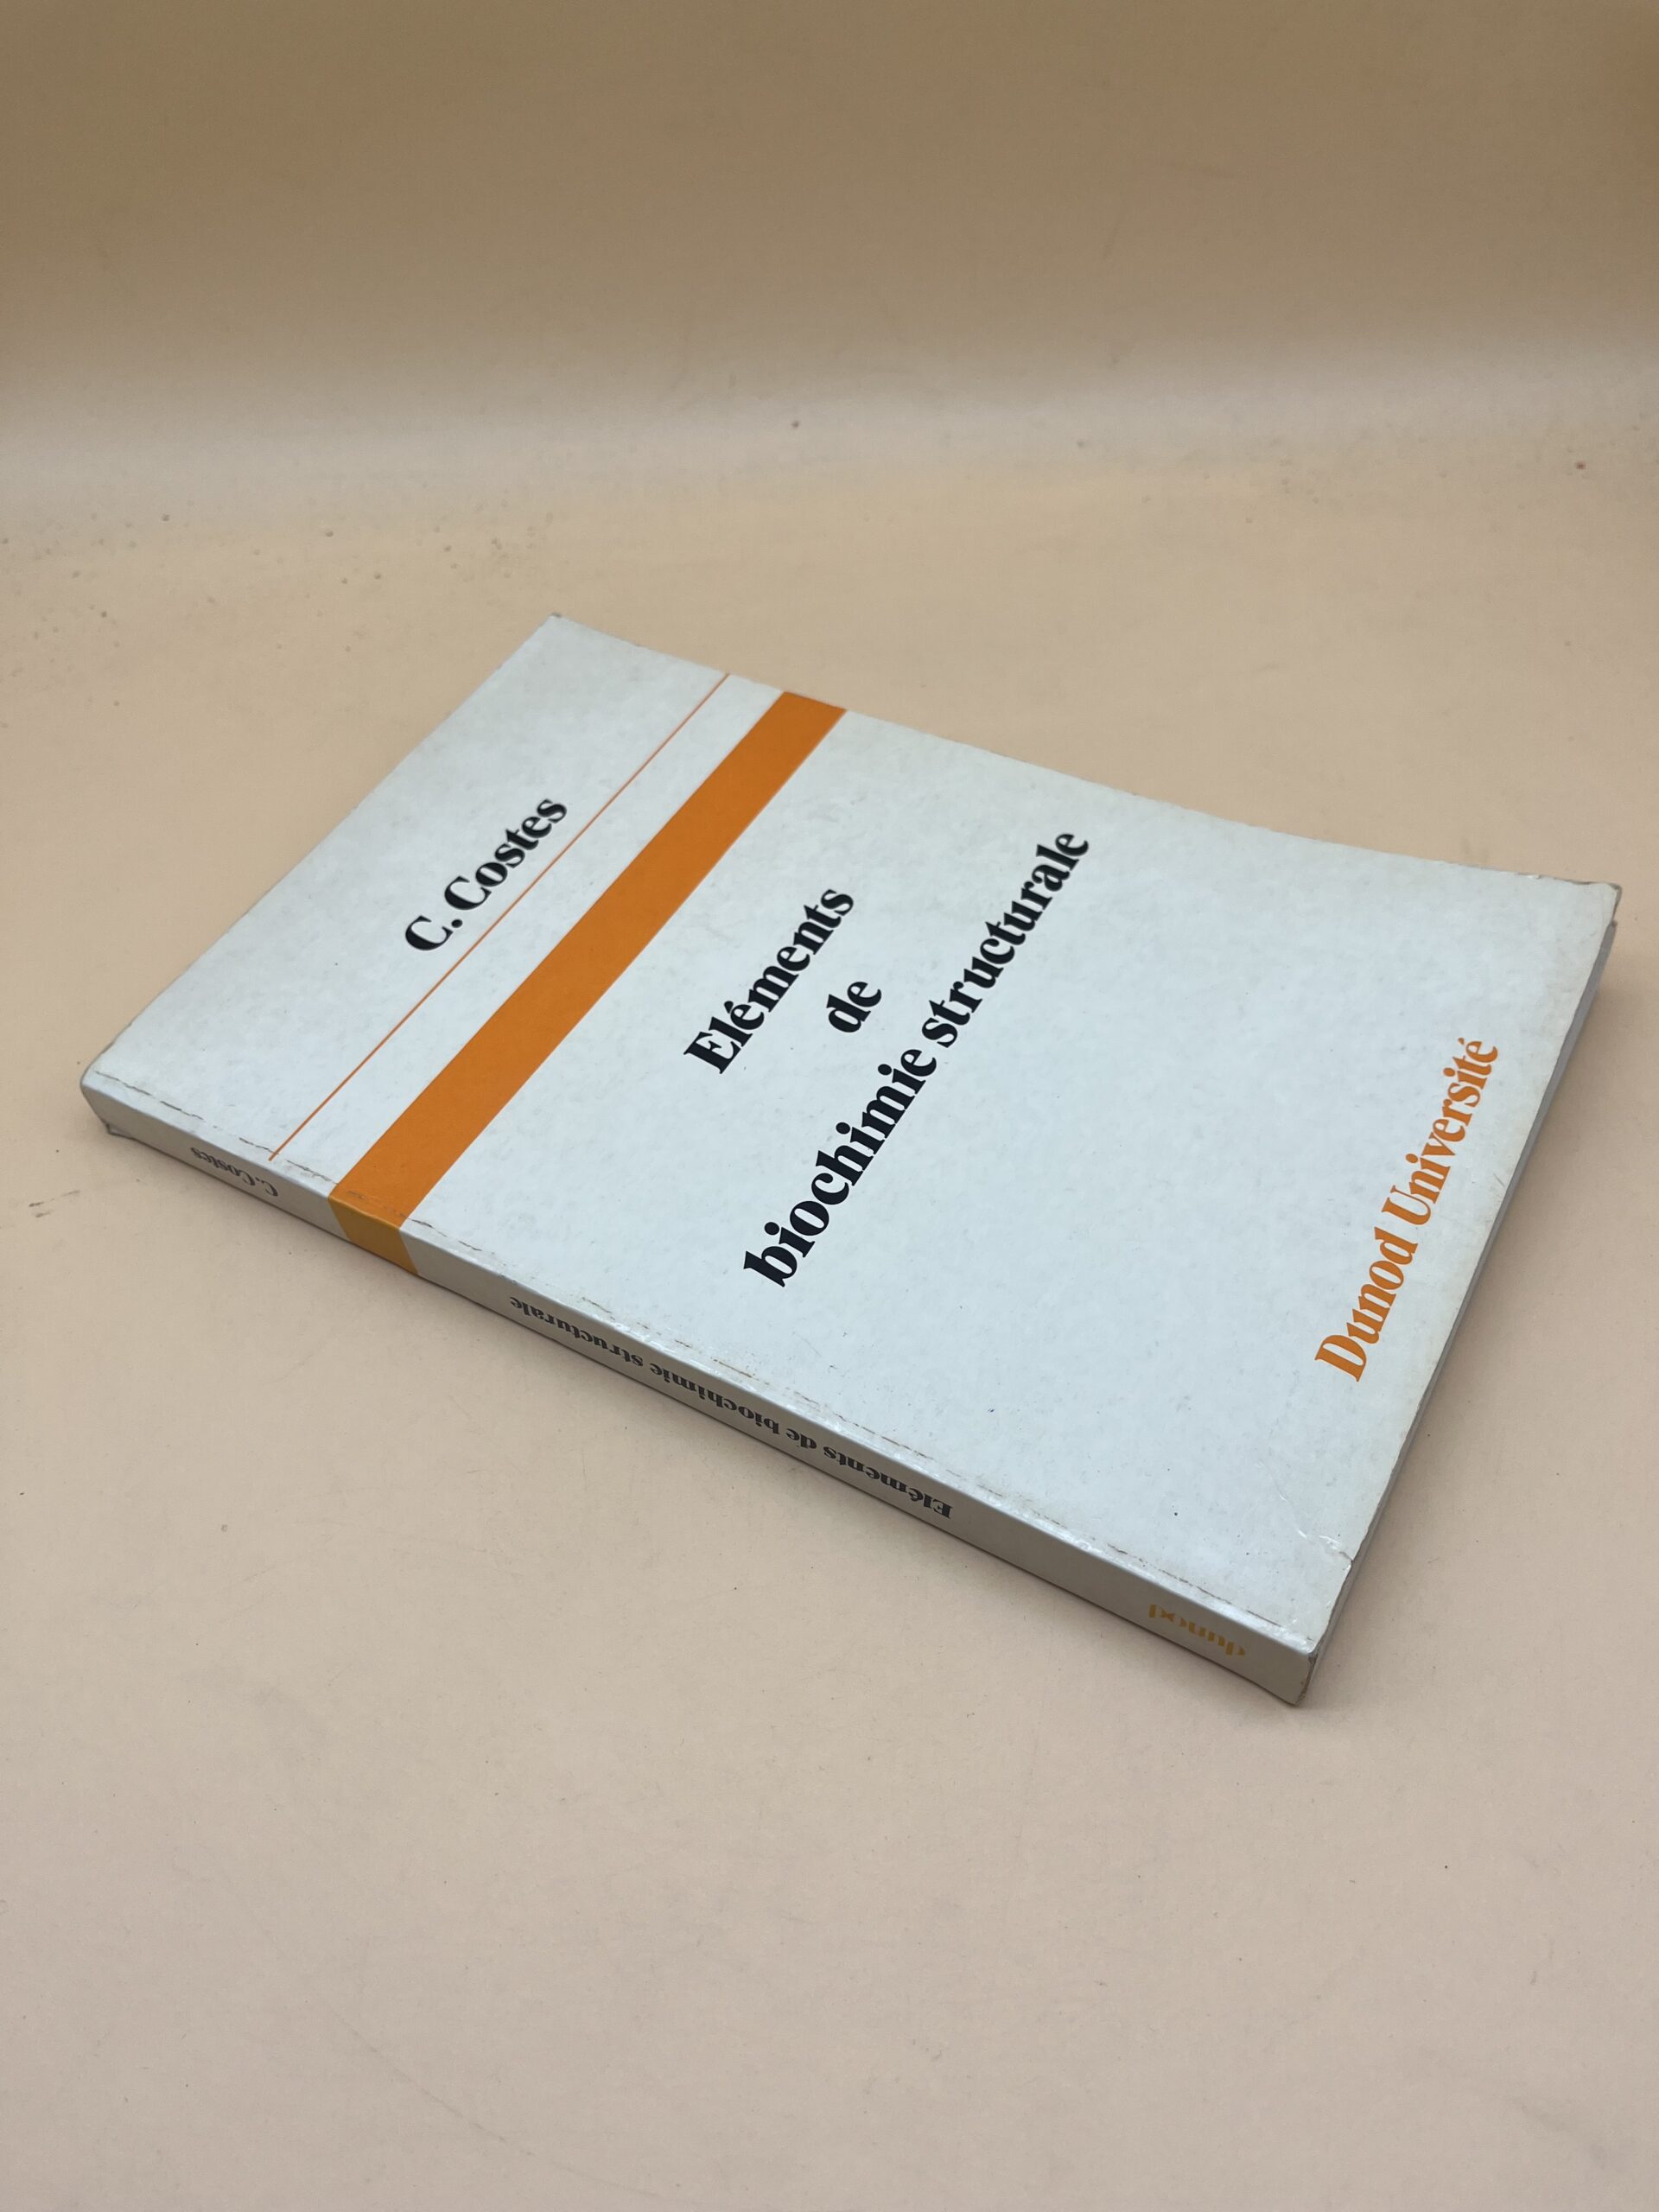 C. Costes
Eléments
de
biochimie structurale
Dunod Université
C. Costes
Eléments de biochimie structurale
dunod